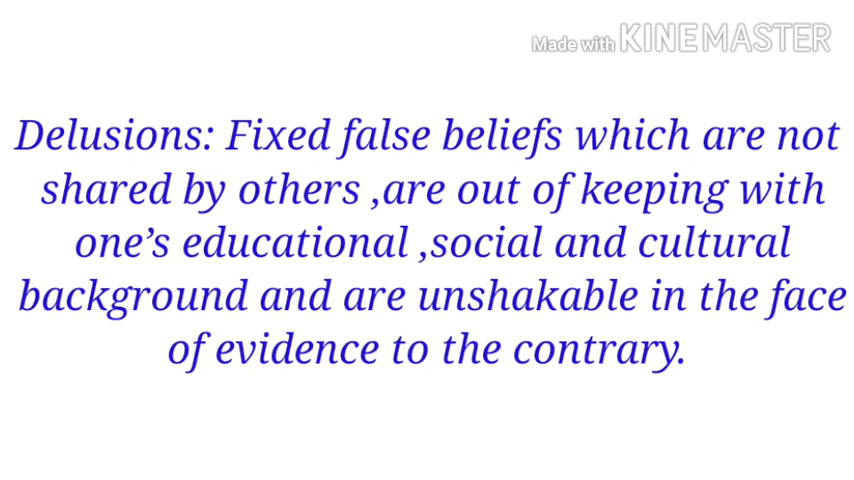 Made with KINEMASTER
Delusions: Fixed false beliefs which are not
shared by others ,are out of keeping with
one’s educational ,social and cultural
background and are unshakable in the face
of evidence to the contrary.